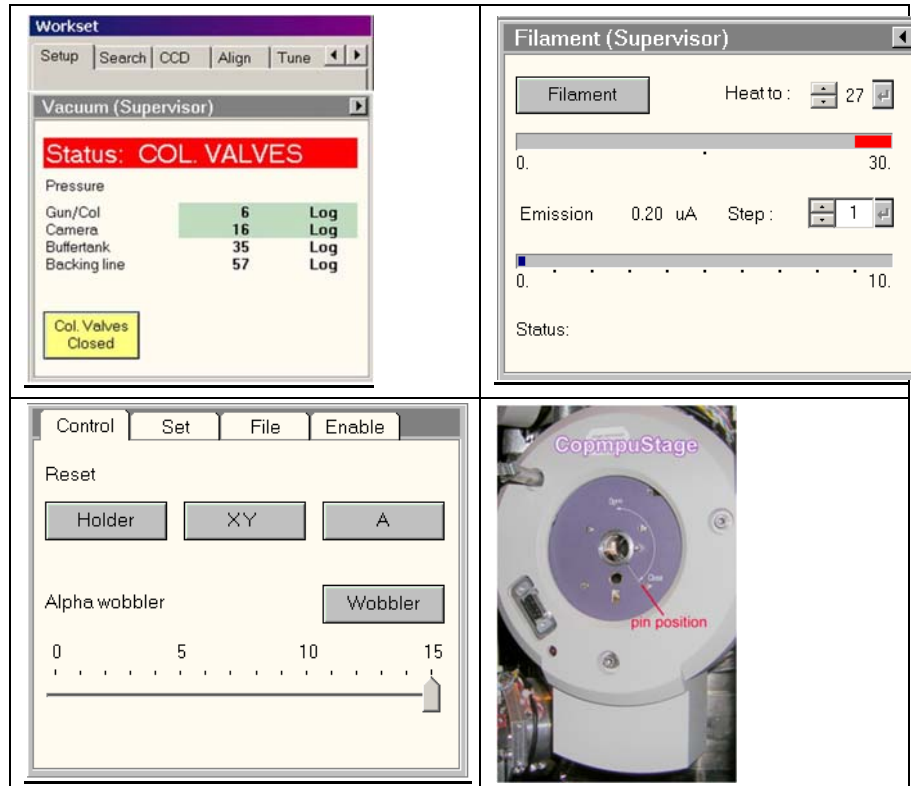 Workset
Setup Search CCD Align Tune
Vacuum (Supervisor)
Status: COL. VALVES
Pressure
Gun/Col 6 Log
Camera 16 Log
Buffertank 35 Log
Backing line 57 Log
Col. Valves
Closed
Filament (Supervisor)
Filament Heat to : 27
0. 30.
Emission 0.20 uA Step : 1
0. 10.
Status:
Control Set File Enable
Reset
Holder XY A
Alpha wobbler Wobbler
0 5 10 15
CopmpuStage
Open
Close
pin position